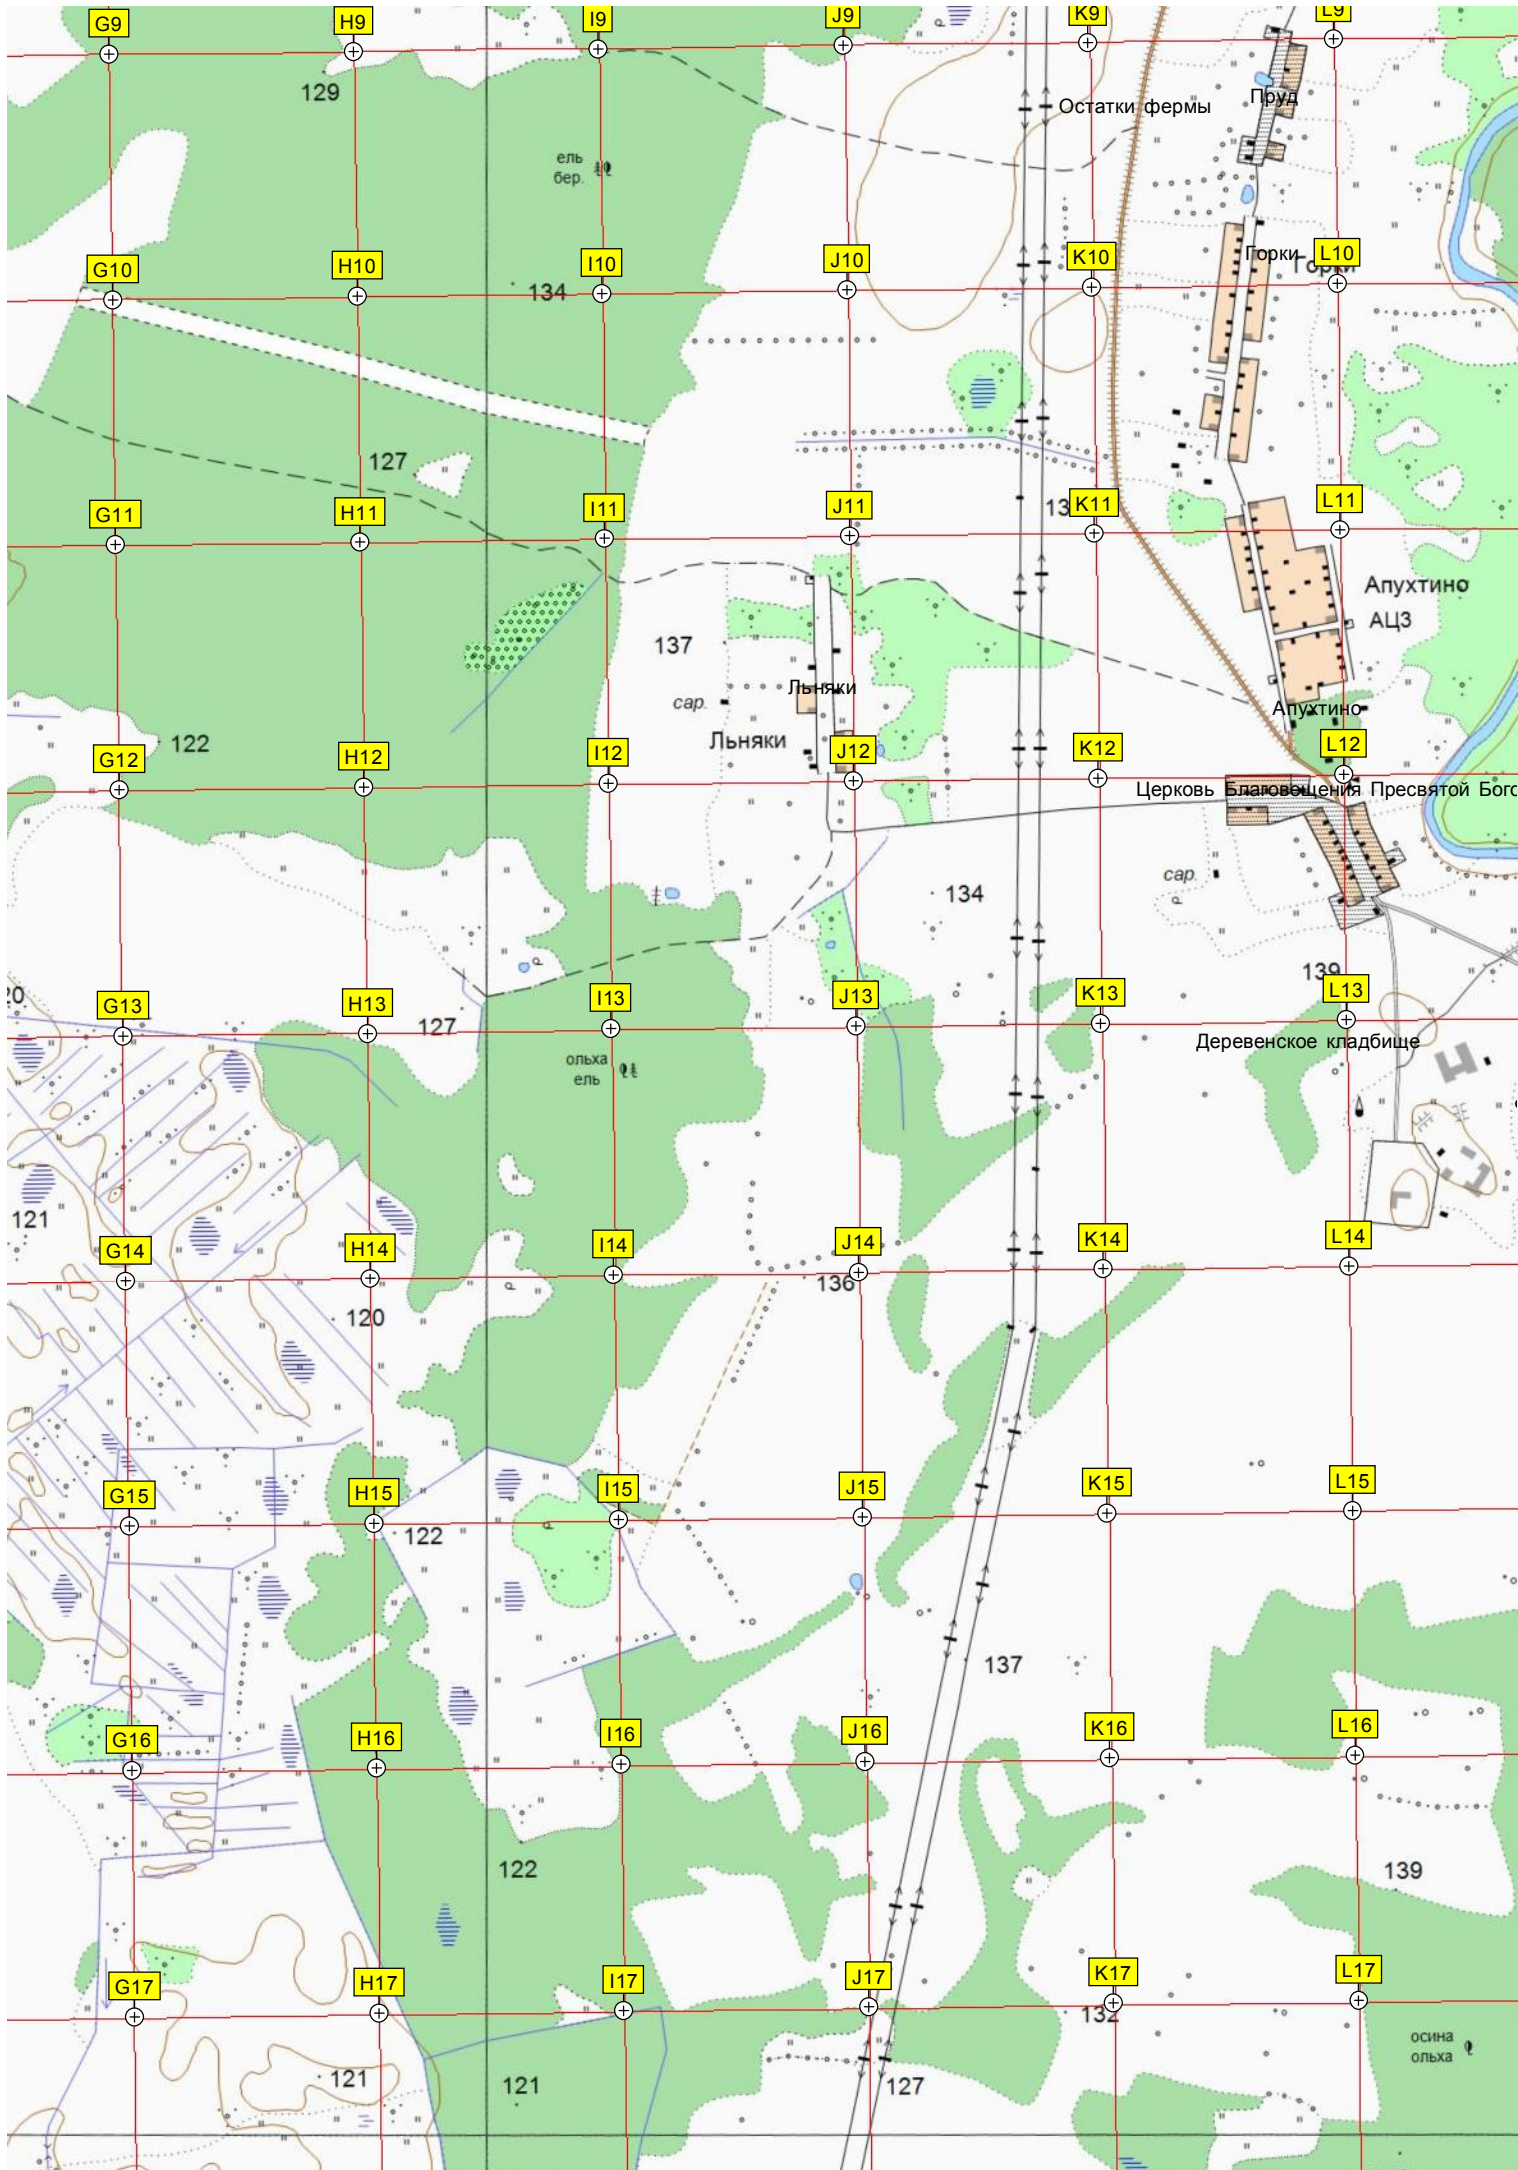 G9 H9 I9 J9 K9 L9
129
Остатки фермы
Пруд
ель
бер.
G10 H10 I10 J10 K10 L10
Горки
Горки
134
127
G11 H11 I11 J11 K11 L11
Апухтино
АЦЗ
137
Льняки
сар.
Апухтино
Льняки
122
G12 H12 I12 J12 K12 L12
Церковь Благовещения Пресвятой
сар.
134
139
G13 H13 I13 J13 K13 L13
127
Деревенское кладбище
ольха
ель
121
G14 H14 I14 J14 K14 L14
136
120
G15 H15 I15 J15 K15 L15
122
137
G16 H16 I16 J16 K16 L16
122
139
G17 H17 I17 J17 K17 L17
132
осина
ольха
121
121
127